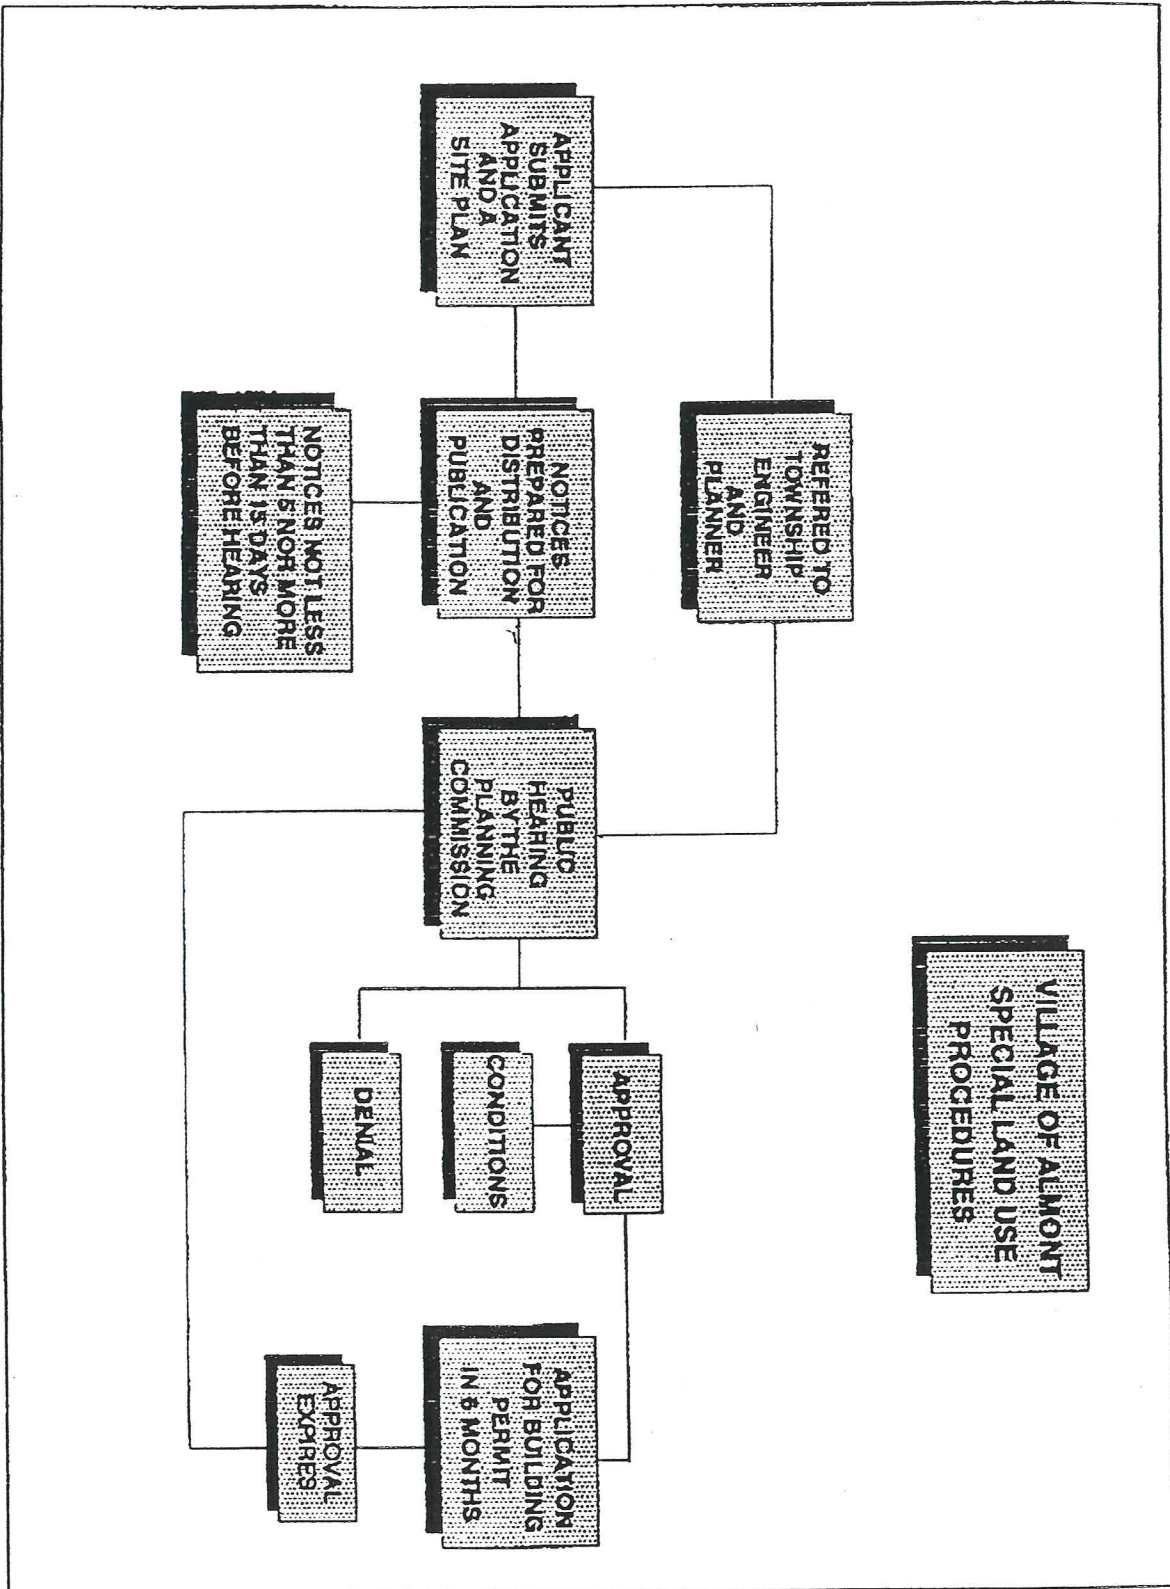 VILLAGE OF ALMONT
SPECIAL LAND USE
PROCEDURES
REFERED TO
TOWNSHIP
ENGINEER
AND
PLANNER
APPLICANT
SUBMITS
APPLICATION
AND A
SITE PLAN
NOTICES
PREPARED FOR
DISTRIBUTION
AND
PUBLICATION
NOTICES NOT LESS
THAN 5 NOR MORE
THAN 15 DAYS
BEFORE HEARING
PUBLIC
HEARING
BY THE
PLANNING
COMMISSION
APPROVAL
CONDITIONS
DENIAL
APPLICATION
FOR BUILDING
PERMIT
IN 6 MONTHS
APPROVAL
EXPIRES